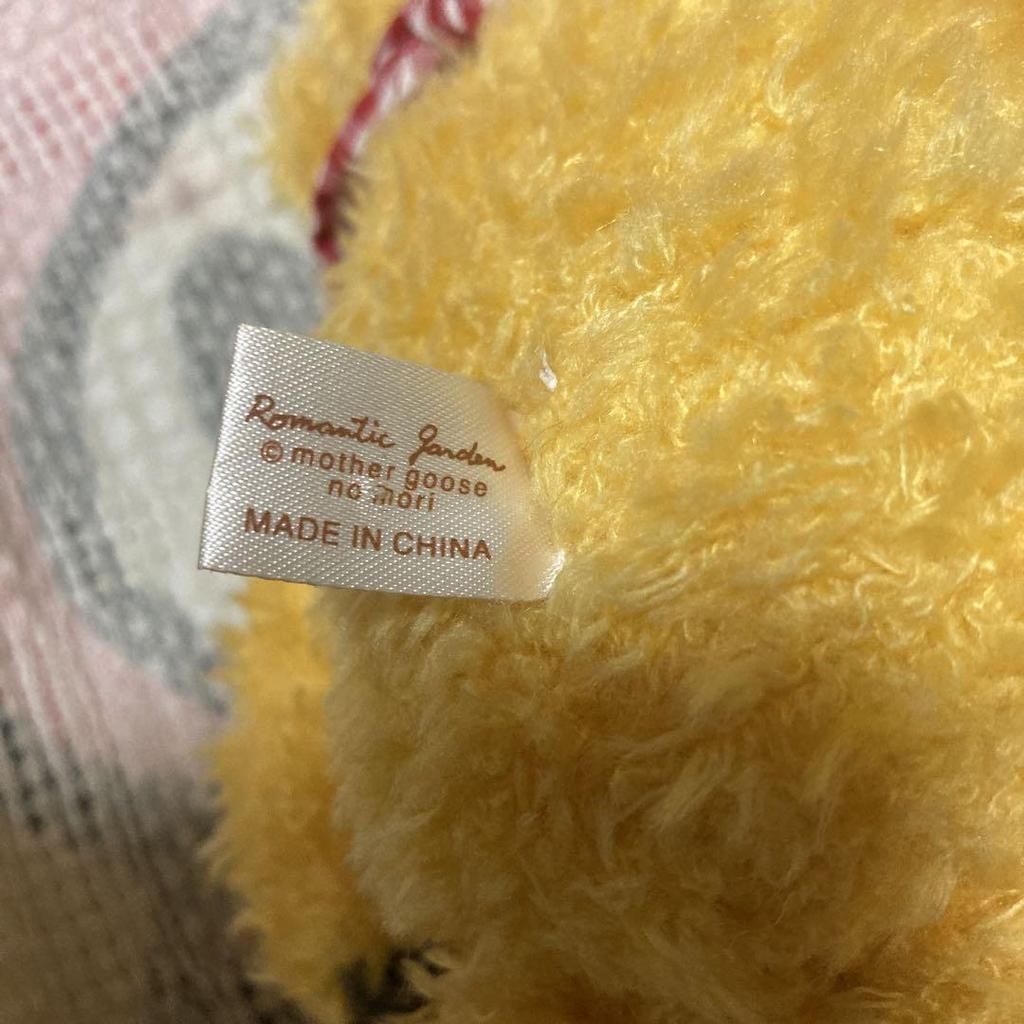 Romantic Garden
© mother goose
no mori
MADE IN CHINA